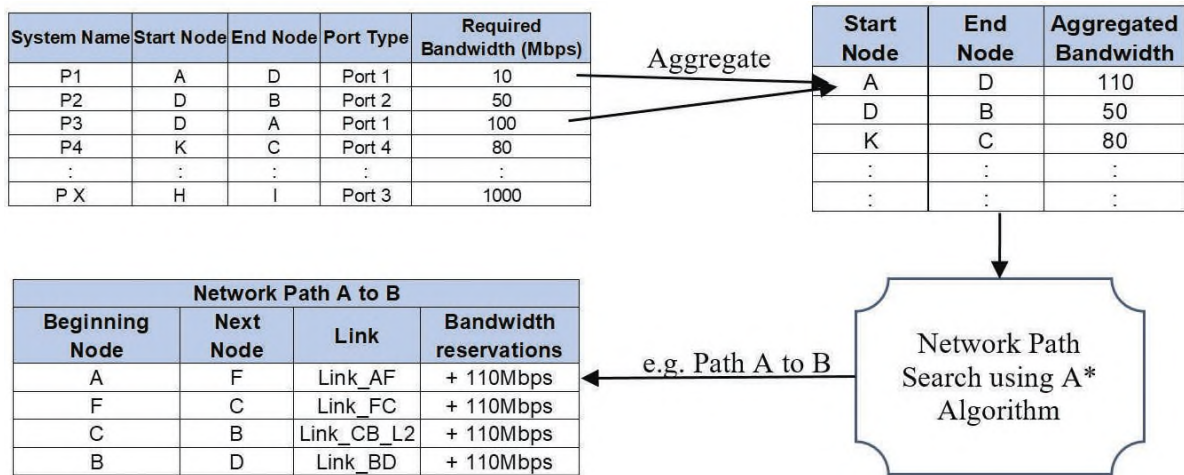 System Name Start Node End Node Port Type Required Bandwidth (Mbps)
P1 A D Port 1 10
P2 D B Port 2 50
P3 D A Port 1 100
P4 K C Port 4 80
: : : : :
P X H I Port 3 1000
Aggregate
Start Node End Node Aggregated Bandwidth
A D 110
D B 50
K C 80
: : :
: : :
Network Path
Search using A*
Algorithm
e.g. Path A to B
Network Path A to B
Beginning Node Next Node Link Bandwidth reservations
A F Link_AF + 110Mbps
F C Link_FC + 110Mbps
C B Link_CB_L2 + 110Mbps
B D Link_BD + 110Mbps